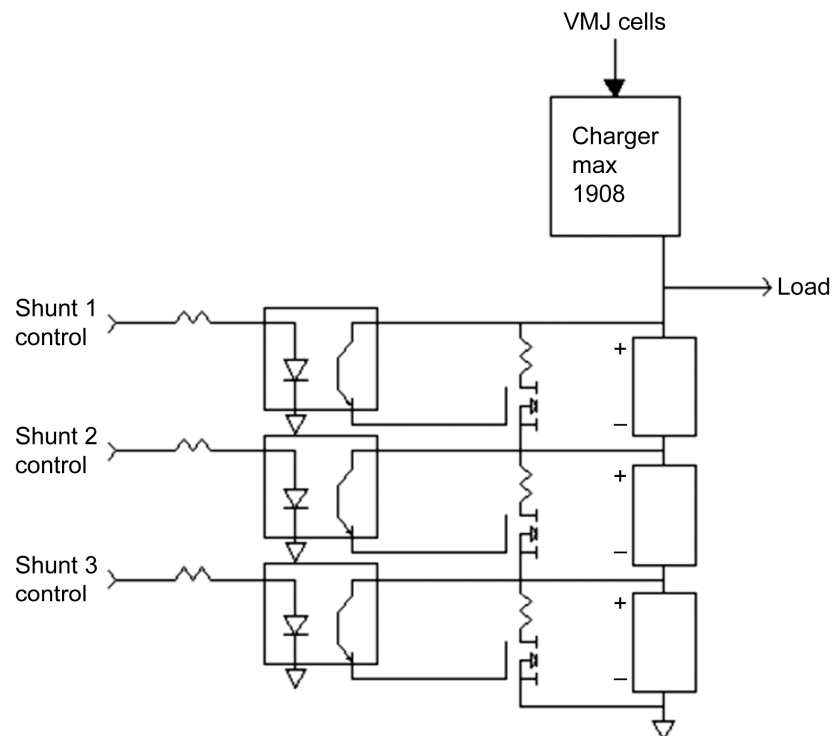 VMJ cells
Charger
max
1908
Load
Shunt 1
control
+
–
Shunt 2
control
+
–
Shunt 3
control
+
–